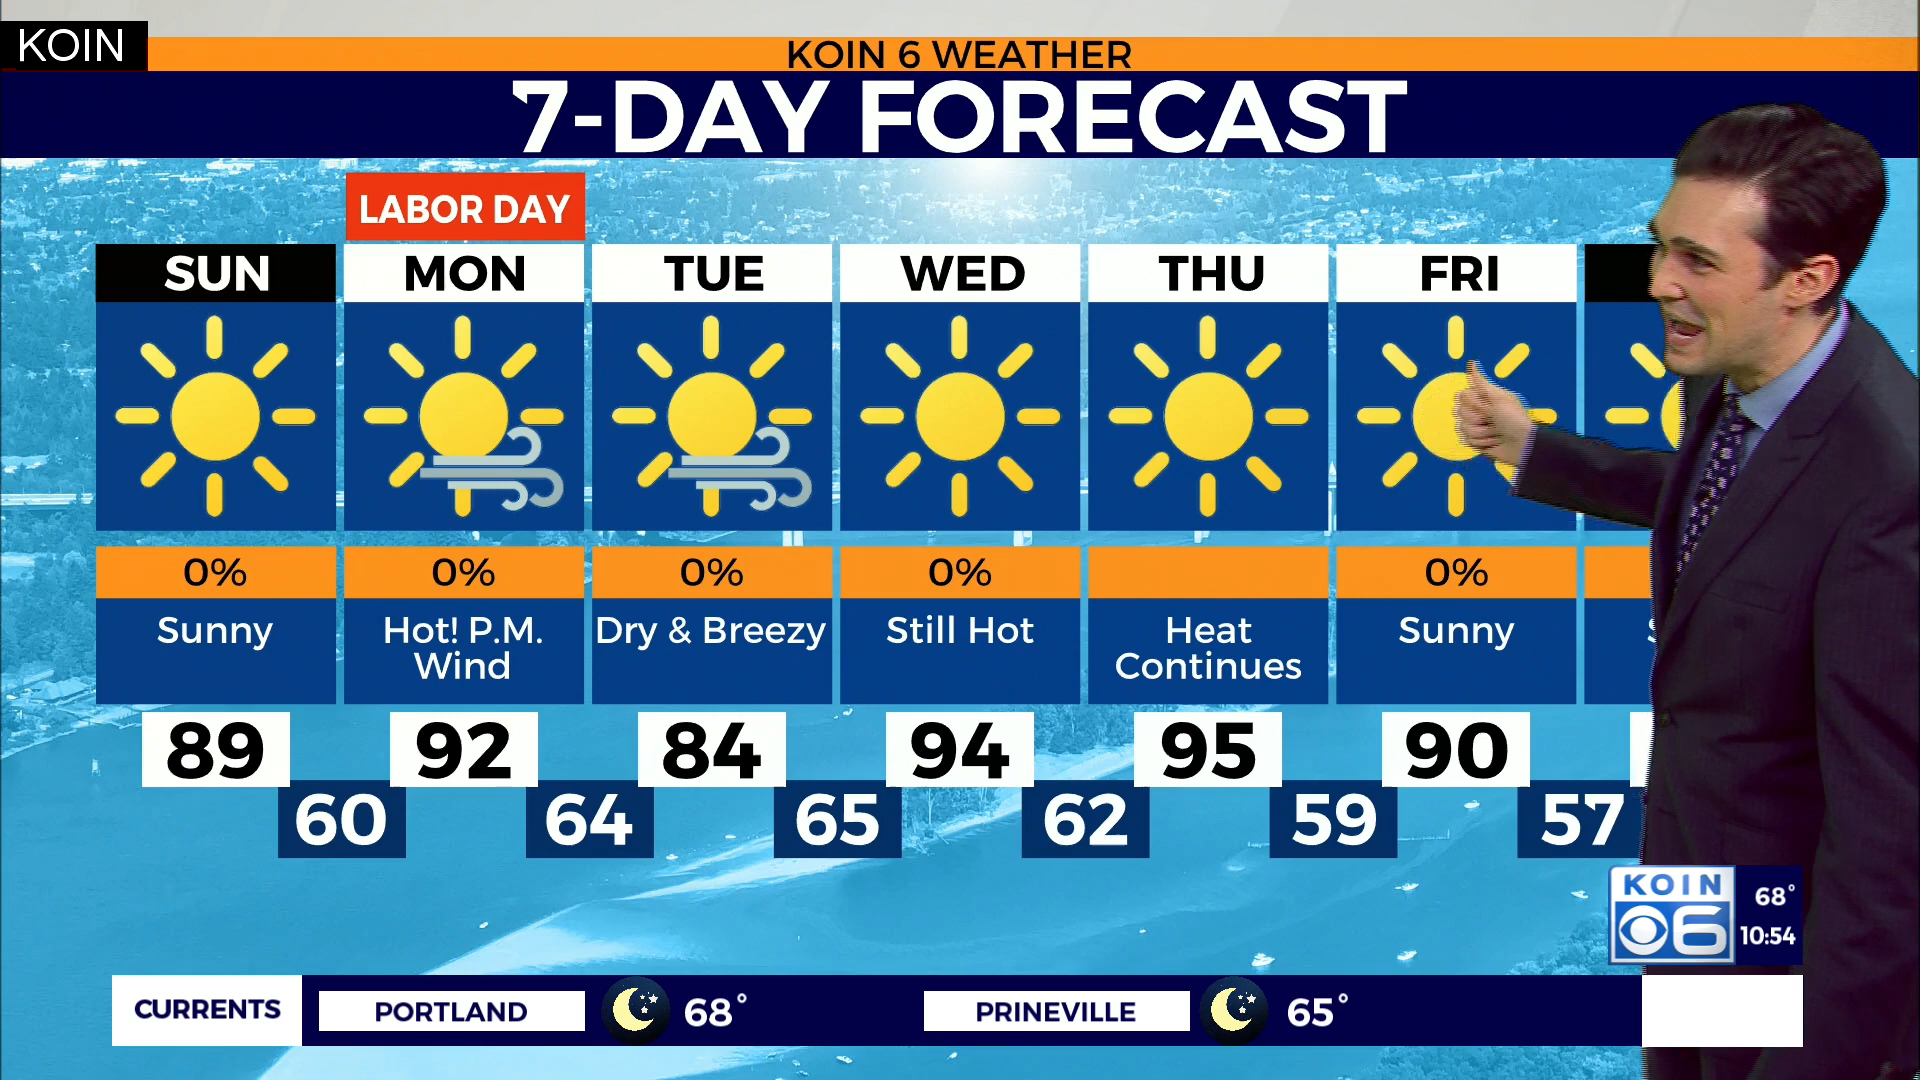 KOIN
KOIN 6 WEATHER
7-DAY FORECAST
LABOR DAY
SUN MON TUE WED THU FRI
0% 0% 0% 0% 0%
Sunny
Hot! P.M.
Wind
Dry & Breezy
Still Hot
Heat
Continues
Sunny
89 92 84 94 95 90
60 64 65 62 59 57
KOIN
6
68°
10:54
CURRENTS PORTLAND 68° PRINEVILLE 65°